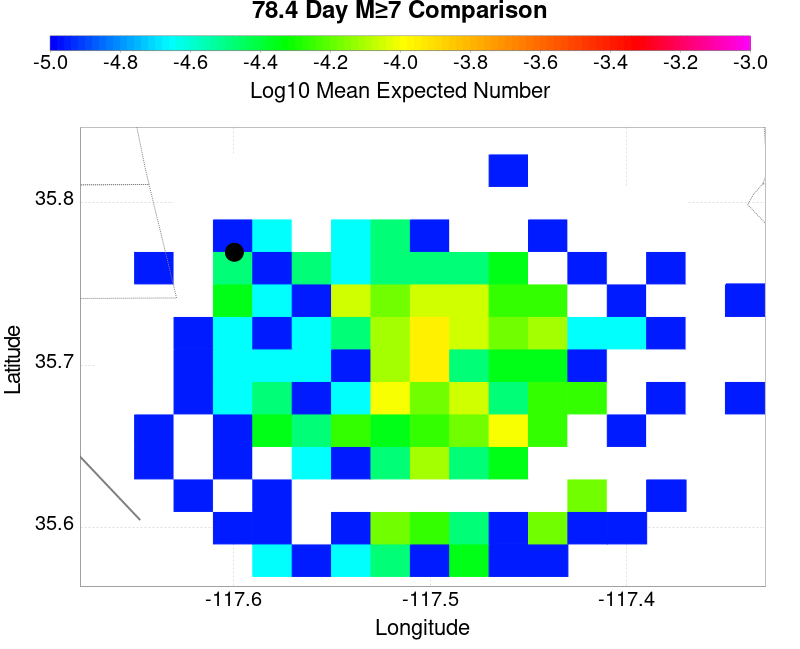 78.4 Day M≥7 Comparison
-5.0 -4.8 -4.6 -4.4 -4.2 -4.0 -3.8 -3.6 -3.4 -3.2 -3.0
Log10 Mean Expected Number
35.8
35.7
35.6
Latitude
-117.6 -117.5 -117.4
Longitude